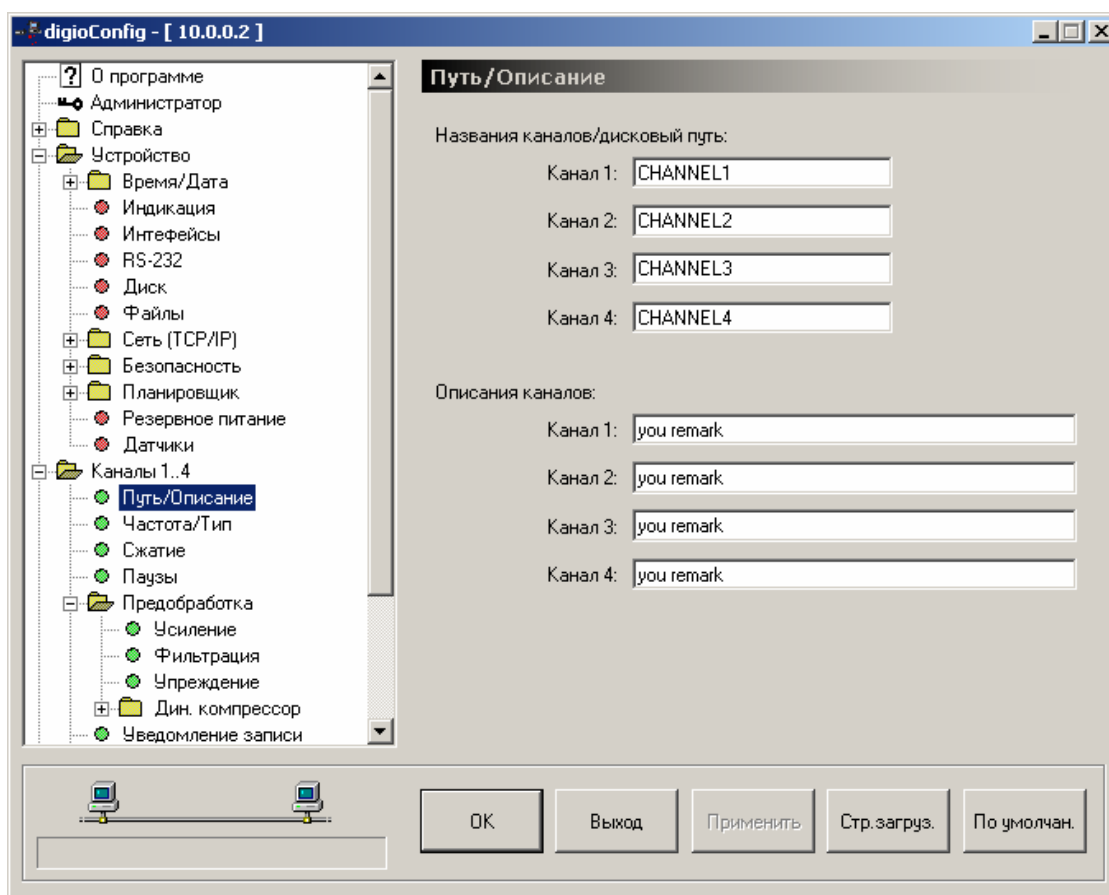 digioConfig - [ 10.0.0.2 ]
О программе
Администратор
Справка
Устройство
Время/Дата
Индикация
Интефейсы
RS-232
Диск
Файлы
Сеть (TCP/IP)
Безопасность
Планировщик
Резервное питание
Датчики
Каналы 1..4
Путь/Описание
Частота/Тип
Сжатие
Паузы
Предобработка
Усиление
Фильтрация
Упреждение
Дин. компрессор
Уведомление записи
Путь/Описание
Названия каналов/дисковый путь:
Канал 1: CHANNEL1
Канал 2: CHANNEL2
Канал 3: CHANNEL3
Канал 4: CHANNEL4
Описания каналов:
Канал 1: you remark
Канал 2: you remark
Канал 3: you remark
Канал 4: you remark
OK Выход Применить Стр.загруз. По умолчан.